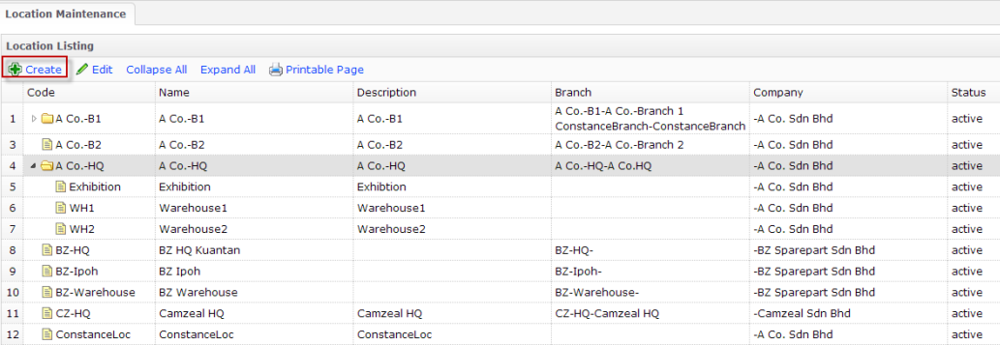 Location Maintenance
Location Listing
Create Edit Collapse All Expand All Printable Page
Code Name Description Branch Company Status
1 A Co.-B1 A Co.-B1 A Co.-B1 A Co.-B1-A Co.-Branch 1 -A Co. Sdn Bhd active
ConstanceBranch-ConstanceBranch
3 A Co.-B2 A Co.-B2 A Co.-B2 A Co.-B2-A Co.-Branch 2 -A Co. Sdn Bhd active
4 A Co.-HQ A Co.-HQ A Co.-HQ A Co.-HQ-A Co.HQ -A Co. Sdn Bhd active
5 Exhibition Exhibition Exhibtion -A Co. Sdn Bhd active
6 WH1 Warehouse1 Warehouse1 -A Co. Sdn Bhd active
7 WH2 Warehouse2 Warehouse2 -A Co. Sdn Bhd active
8 BZ-HQ BZ HQ Kuantan BZ-HQ- -BZ Sparepart Sdn Bhd active
9 BZ-Ipoh BZ Ipoh BZ-Ipoh- -BZ Sparepart Sdn Bhd active
10 BZ-Warehouse BZ Warehouse BZ-Warehouse- -BZ Sparepart Sdn Bhd active
11 CZ-HQ Camzeal HQ Camzeal HQ CZ-HQ-Camzeal HQ -Camzeal Sdn Bhd active
12 ConstanceLoc ConstanceLoc ConstanceLoc -A Co. Sdn Bhd active